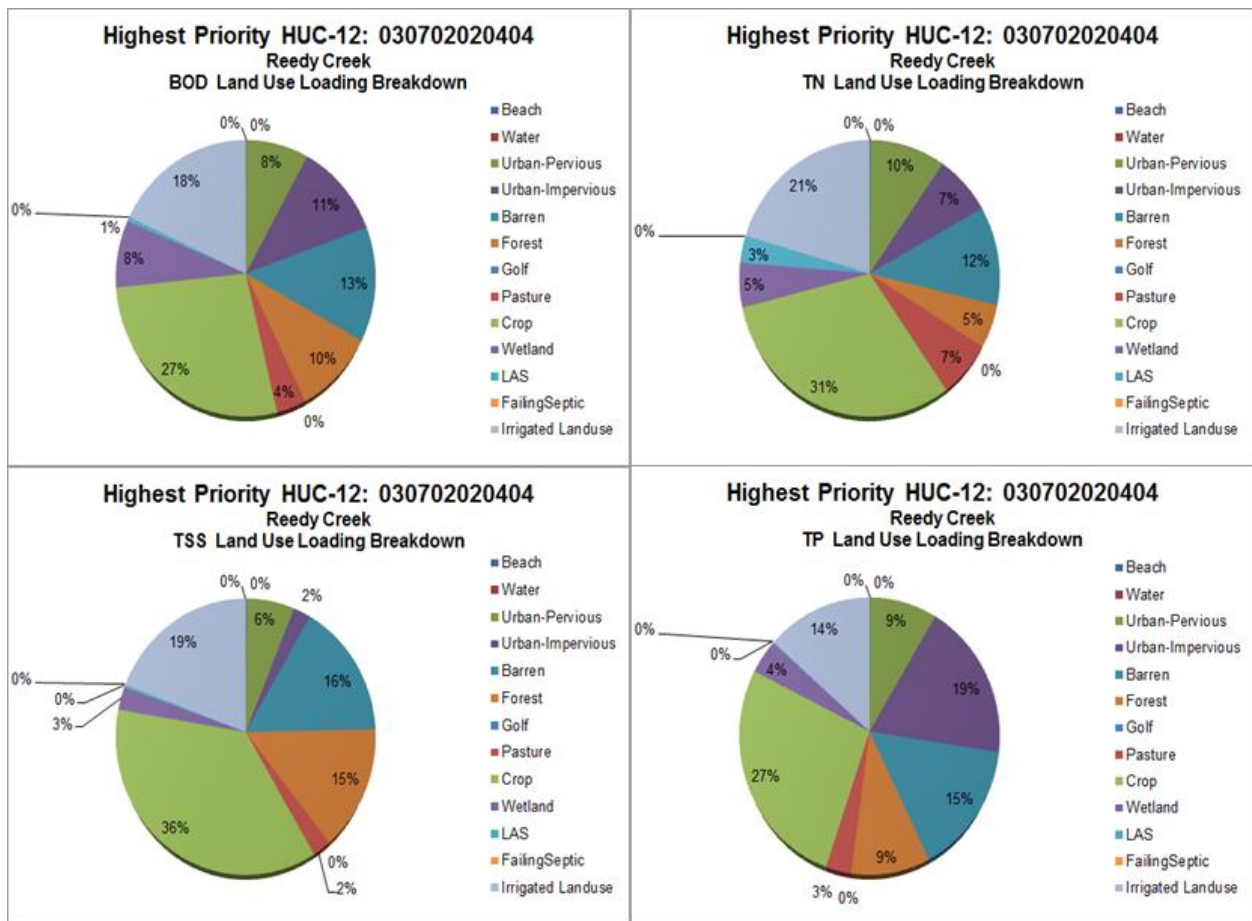 Highest Priority HUC-12: 030702020404
Reedy Creek
BOD Land Use Loading Breakdown
0% 0%
8%
11%
13%
10%
0%
4%
27%
8%
1%
0%
18%
Beach
Water
Urban-Pervious
Urban-Impervious
Barren
Forest
Golf
Pasture
Crop
Wetland
LAS
FailingSeptic
Irrigated Landuse
Highest Priority HUC-12: 030702020404
Reedy Creek
TN Land Use Loading Breakdown
0% 0%
10%
7%
12%
5%
0%
7%
31%
5%
3%
0%
21%
Beach
Water
Urban-Pervious
Urban-Impervious
Barren
Forest
Golf
Pasture
Crop
Wetland
LAS
FailingSeptic
Irrigated Landuse
Highest Priority HUC-12: 030702020404
Reedy Creek
TSS Land Use Loading Breakdown
0% 0%
6%
2%
16%
15%
0%
2%
36%
3%
0%
0%
19%
Beach
Water
Urban-Pervious
Urban-Impervious
Barren
Forest
Golf
Pasture
Crop
Wetland
LAS
FailingSeptic
Irrigated Landuse
Highest Priority HUC-12: 030702020404
Reedy Creek
TP Land Use Loading Breakdown
0% 0%
9%
19%
15%
9%
0%
3%
27%
4%
0%
0%
14%
Beach
Water
Urban-Pervious
Urban-Impervious
Barren
Forest
Golf
Pasture
Crop
Wetland
LAS
FailingSeptic
Irrigated Landuse